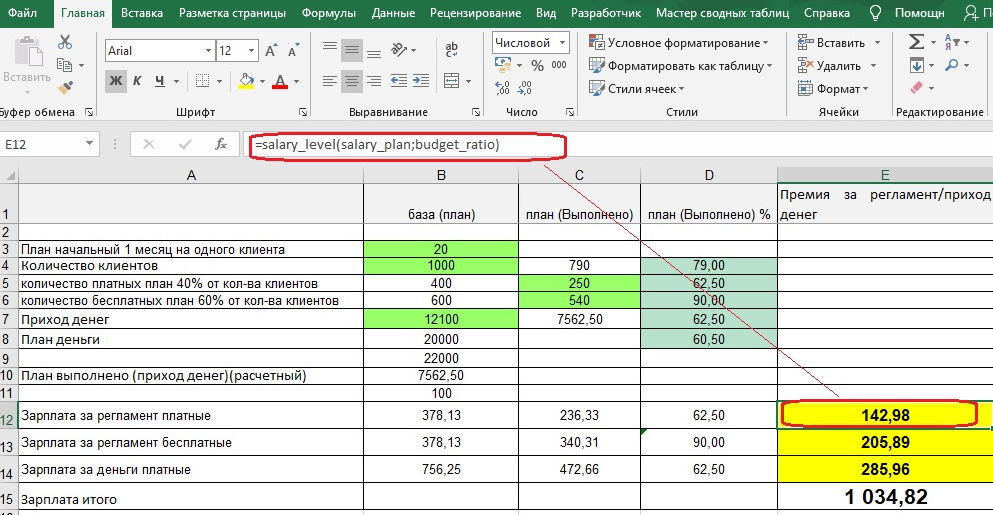 Файл Главная Вставка Разметка страницы Формулы Данные Рецензирование Вид Разработчик Мастер сводных таблиц Справка Помощн По
Вставить
Arial 12
Ж К Ч
Числовой
% 000
Условное форматирование
Форматировать как таблицу
Стили ячеек
Вставить
Удалить
Формат
Буфер обмена Шрифт Выравнивание Число Стили Ячейки Редактирование
E12 fx =salary_level(salary_plan;budget_ratio)
A B C D E
1 база (план) план (Выполнено) план (Выполнено) % Премия за регламент/приход денег
2
3 План начальный 1 месяц на одного клиента 20
4 Количество клиентов 1000 790 79,00
5 количество платных план 40% от кол-ва клиентов 400 250 62,50
6 количество бесплатных план 60% от кол-ва клиентов 600 540 90,00
7 Приход денег 12100 7562,50 62,50
8 План деньги 20000 60,50
9 22000
10 План выполнено (приход денег)(расчетный) 7562,50
11 100
12 Зарплата за регламент платные 378,13 236,33 62,50 142,98
13 Зарплата за регламент бесплатные 378,13 340,31 90,00 205,89
14 Зарплата за деньги платные 756,25 472,66 62,50 285,96
15 Зарплата итого 1 034,82